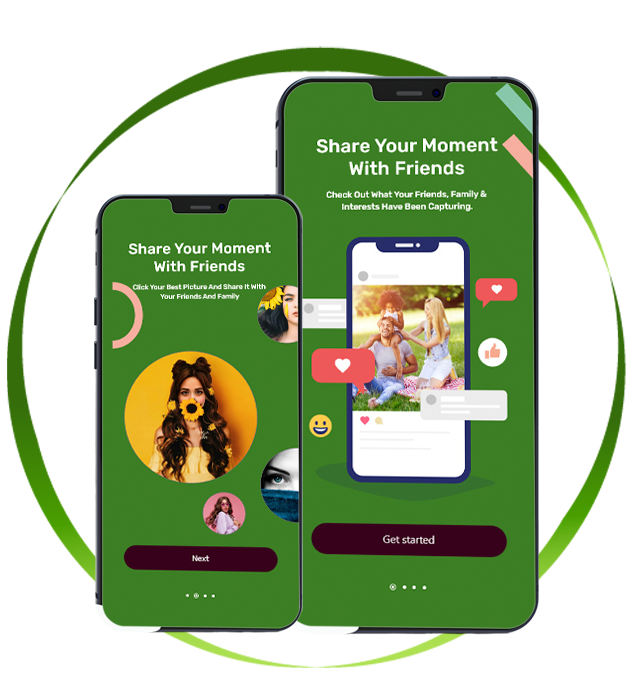 Share Your Moment
With Friends
Click Your Best Picture And Share It With
Your Friends And Family
Next
Share Your Moment
With Friends
Check Out What Your Friends, Family &
Interests Have Been Capturing.
Get started